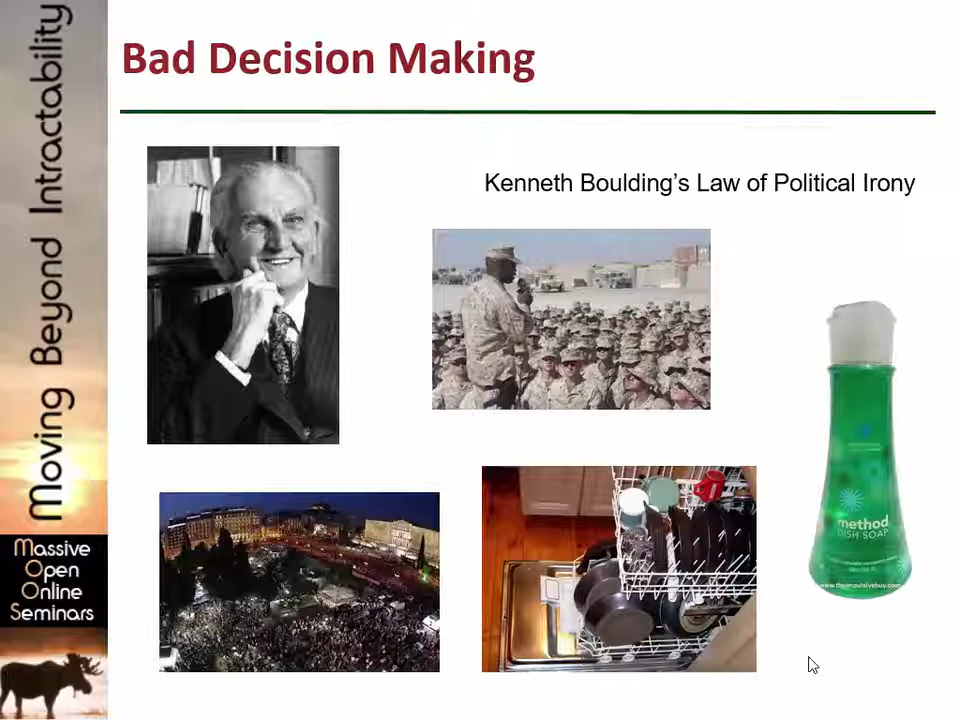 Bad Decision Making
Moving Beyond Intractability
Kenneth Boulding's Law of Political Irony
method
DISH SOAP
Massive
Open
Online
Seminars